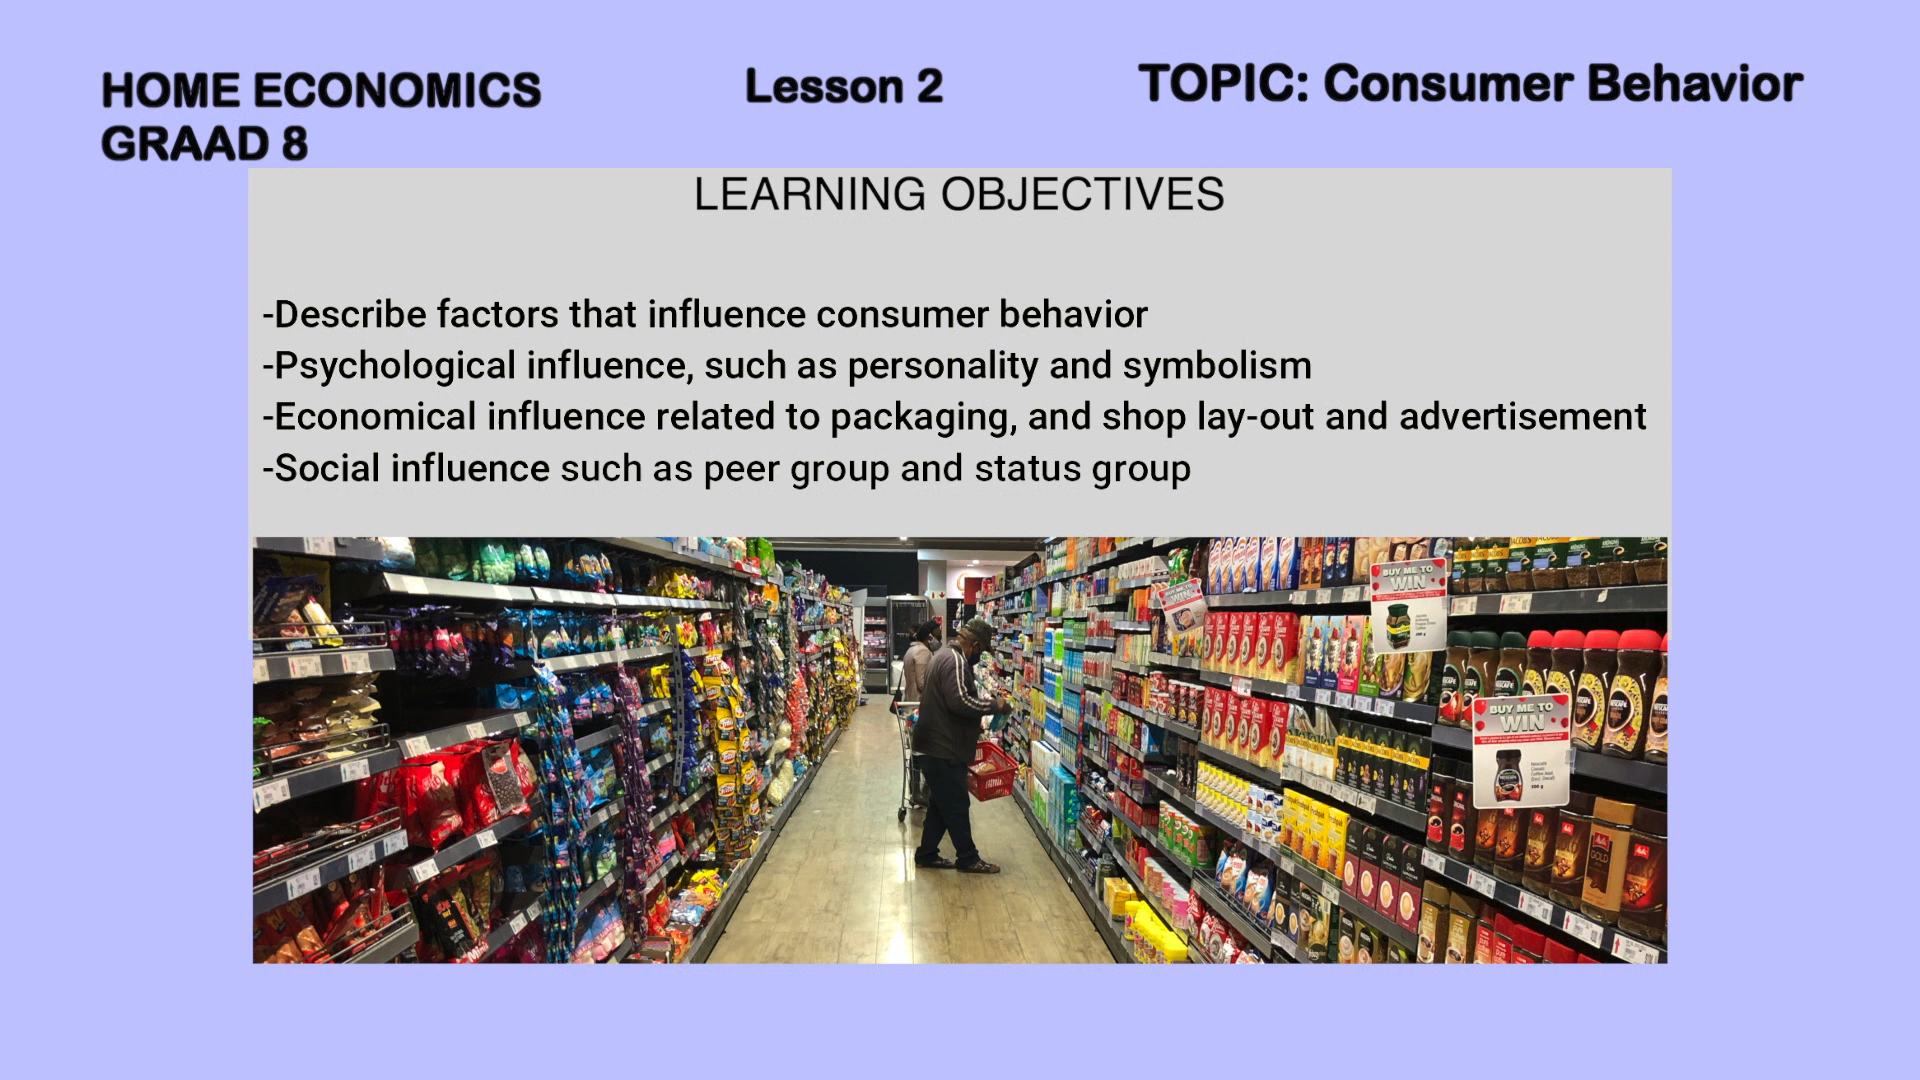 HOME ECONOMICS
GRAAD 8
Lesson 2
TOPIC: Consumer Behavior
LEARNING OBJECTIVES
-Describe factors that influence consumer behavior
-Psychological influence, such as personality and symbolism
-Economical influence related to packaging, and shop lay-out and advertisement
-Social influence such as peer group and status group
BUY ME TO
WIN
BUY ME TO
WIN